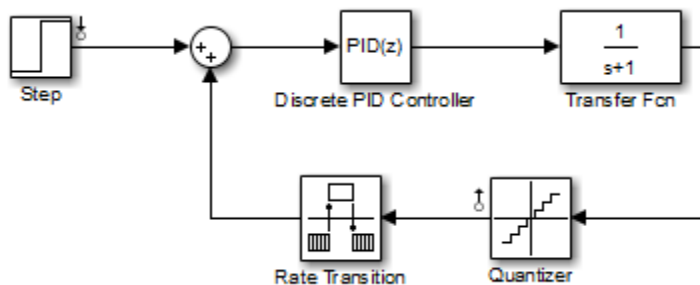 PID(z)
1
s+1
Step
Discrete PID Controller
Transfer Fcn
Rate Transition
Quantizer